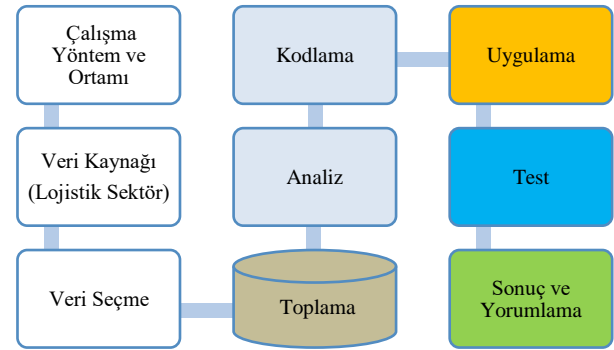 Çalışma
Yöntem ve
Ortamı
Veri Kaynağı
(Lojistik Sektör)
Veri Seçme
Toplama
Analiz
Kodlama
Uygulama
Test
Sonuç ve
Yorumlama